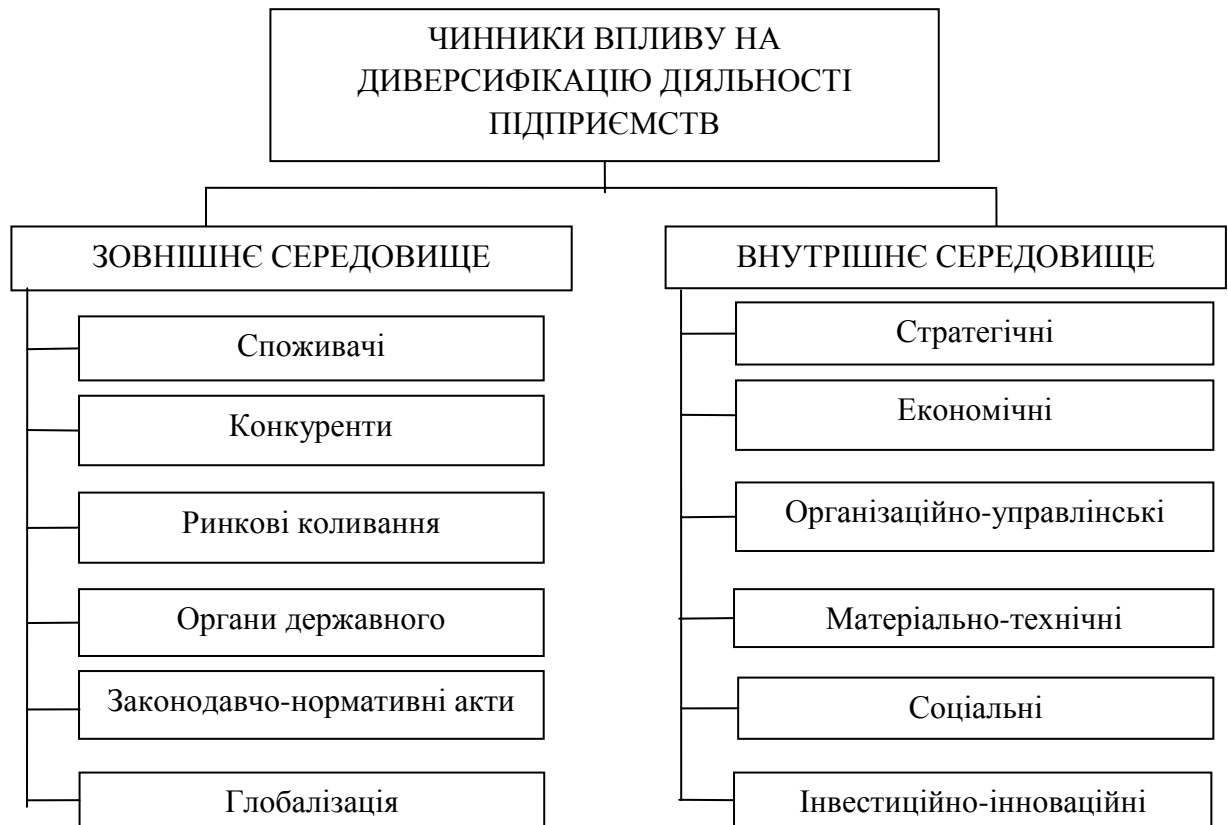 ЧИННИКИ ВПЛИВУ НА
ДИВЕРСИФІКАЦІЮ ДІЯЛЬНОСТІ
ПІДПРИЄМСТВ
ЗОВНІШНЄ СЕРЕДОВИЩЕ
Споживачі
Конкуренти
Ринкові коливання
Органи державного
Законодавчо-нормативні акти
Глобалізація
ВНУТРІШНЄ СЕРЕДОВИЩЕ
Стратегічні
Економічні
Організаційно-управлінські
Матеріально-технічні
Соціальні
Інвестиційно-інноваційні